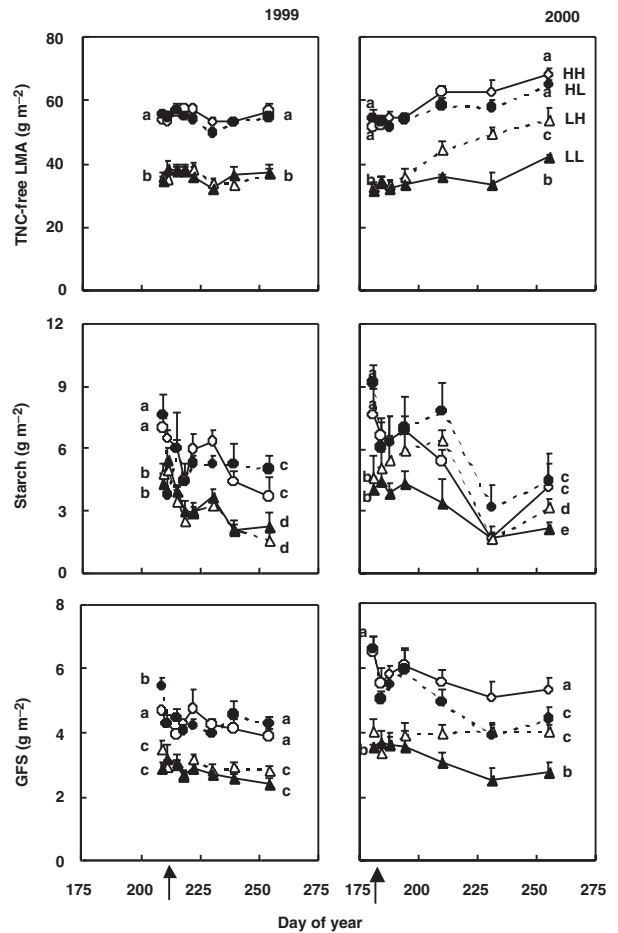 1999
2000
TNC-free LMA (g m−2)
80
60
40
20
0
a
a
b
b
a
a
b
a
HH
HL
a
LH
c
LL
b
Starch (g m−2)
12
9
6
3
0
a
a
b
b
c
c
d
d
a
a
b
b
c
c
d
e
GFS (g m−2)
8
6
4
2
0
b
a
c
c
a
a
c
c
a
b
a
c
c
b
175 200 225 250 275
175 200 225 250 275
Day of year